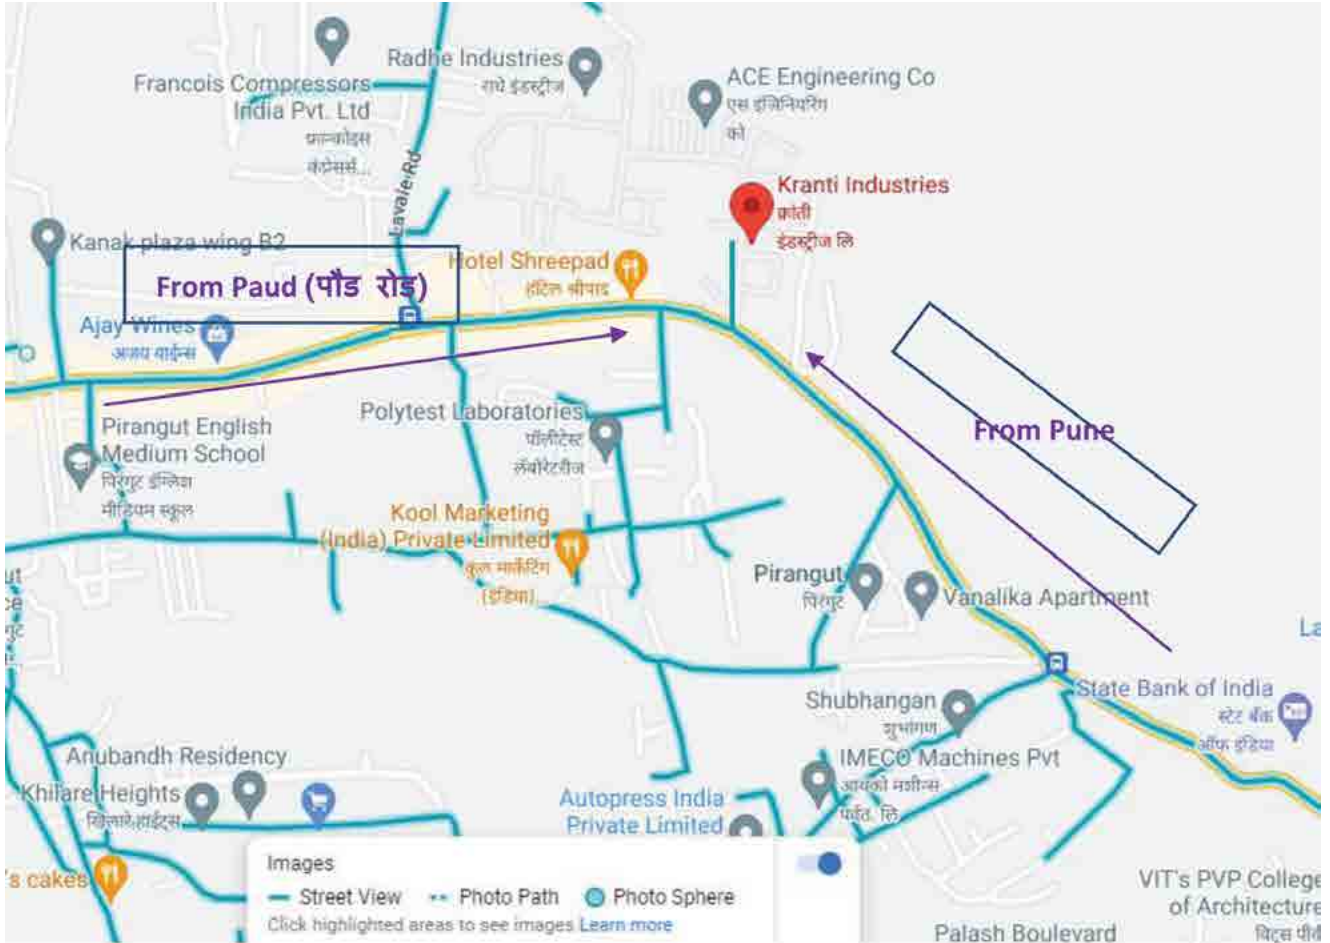 Radhe Industries
राधे इंडस्ट्रीज
Francois Compressors
India Pvt. Ltd
ACE Engineering Co
एस इंजिनियरिंग
को
Lavale Rd
Kranti Industries
क्रांती
इंडस्ट्रीज लि
Kanak plaza wing B2
From Paud (पौड रोड)
Hotel Shreepad
हॉटेल श्रीपाद
Ajay Wines
अजय वाईन्स
From Pune
Polytest Laboratories
पॉलीटेस्ट
लॅबोरेटरीज
Pirangut English
Medium School
पिरंगुट इंग्लिश
मीडियम स्कूल
Kool Marketing
(India) Private Limited
कुल मार्केटिंग
(इंडिया)...
Pirangut
पिरंगुट
Vanalika Apartment
La
State Bank of India
स्टेट बँक
ऑफ इंडिया
Shubhangan
शुभांगण
IMECO Machines Pvt
आयको मशीन्स
Anubandh Residency
Khilare Heights
खिलारे हाईट्स
Autopress India
Private Limited
's cakes
Images
Street View
Photo Path
Photo Sphere
Click highlighted areas to see images Learn more
VIT's PVP College
of Architecture
Palash Boulevard